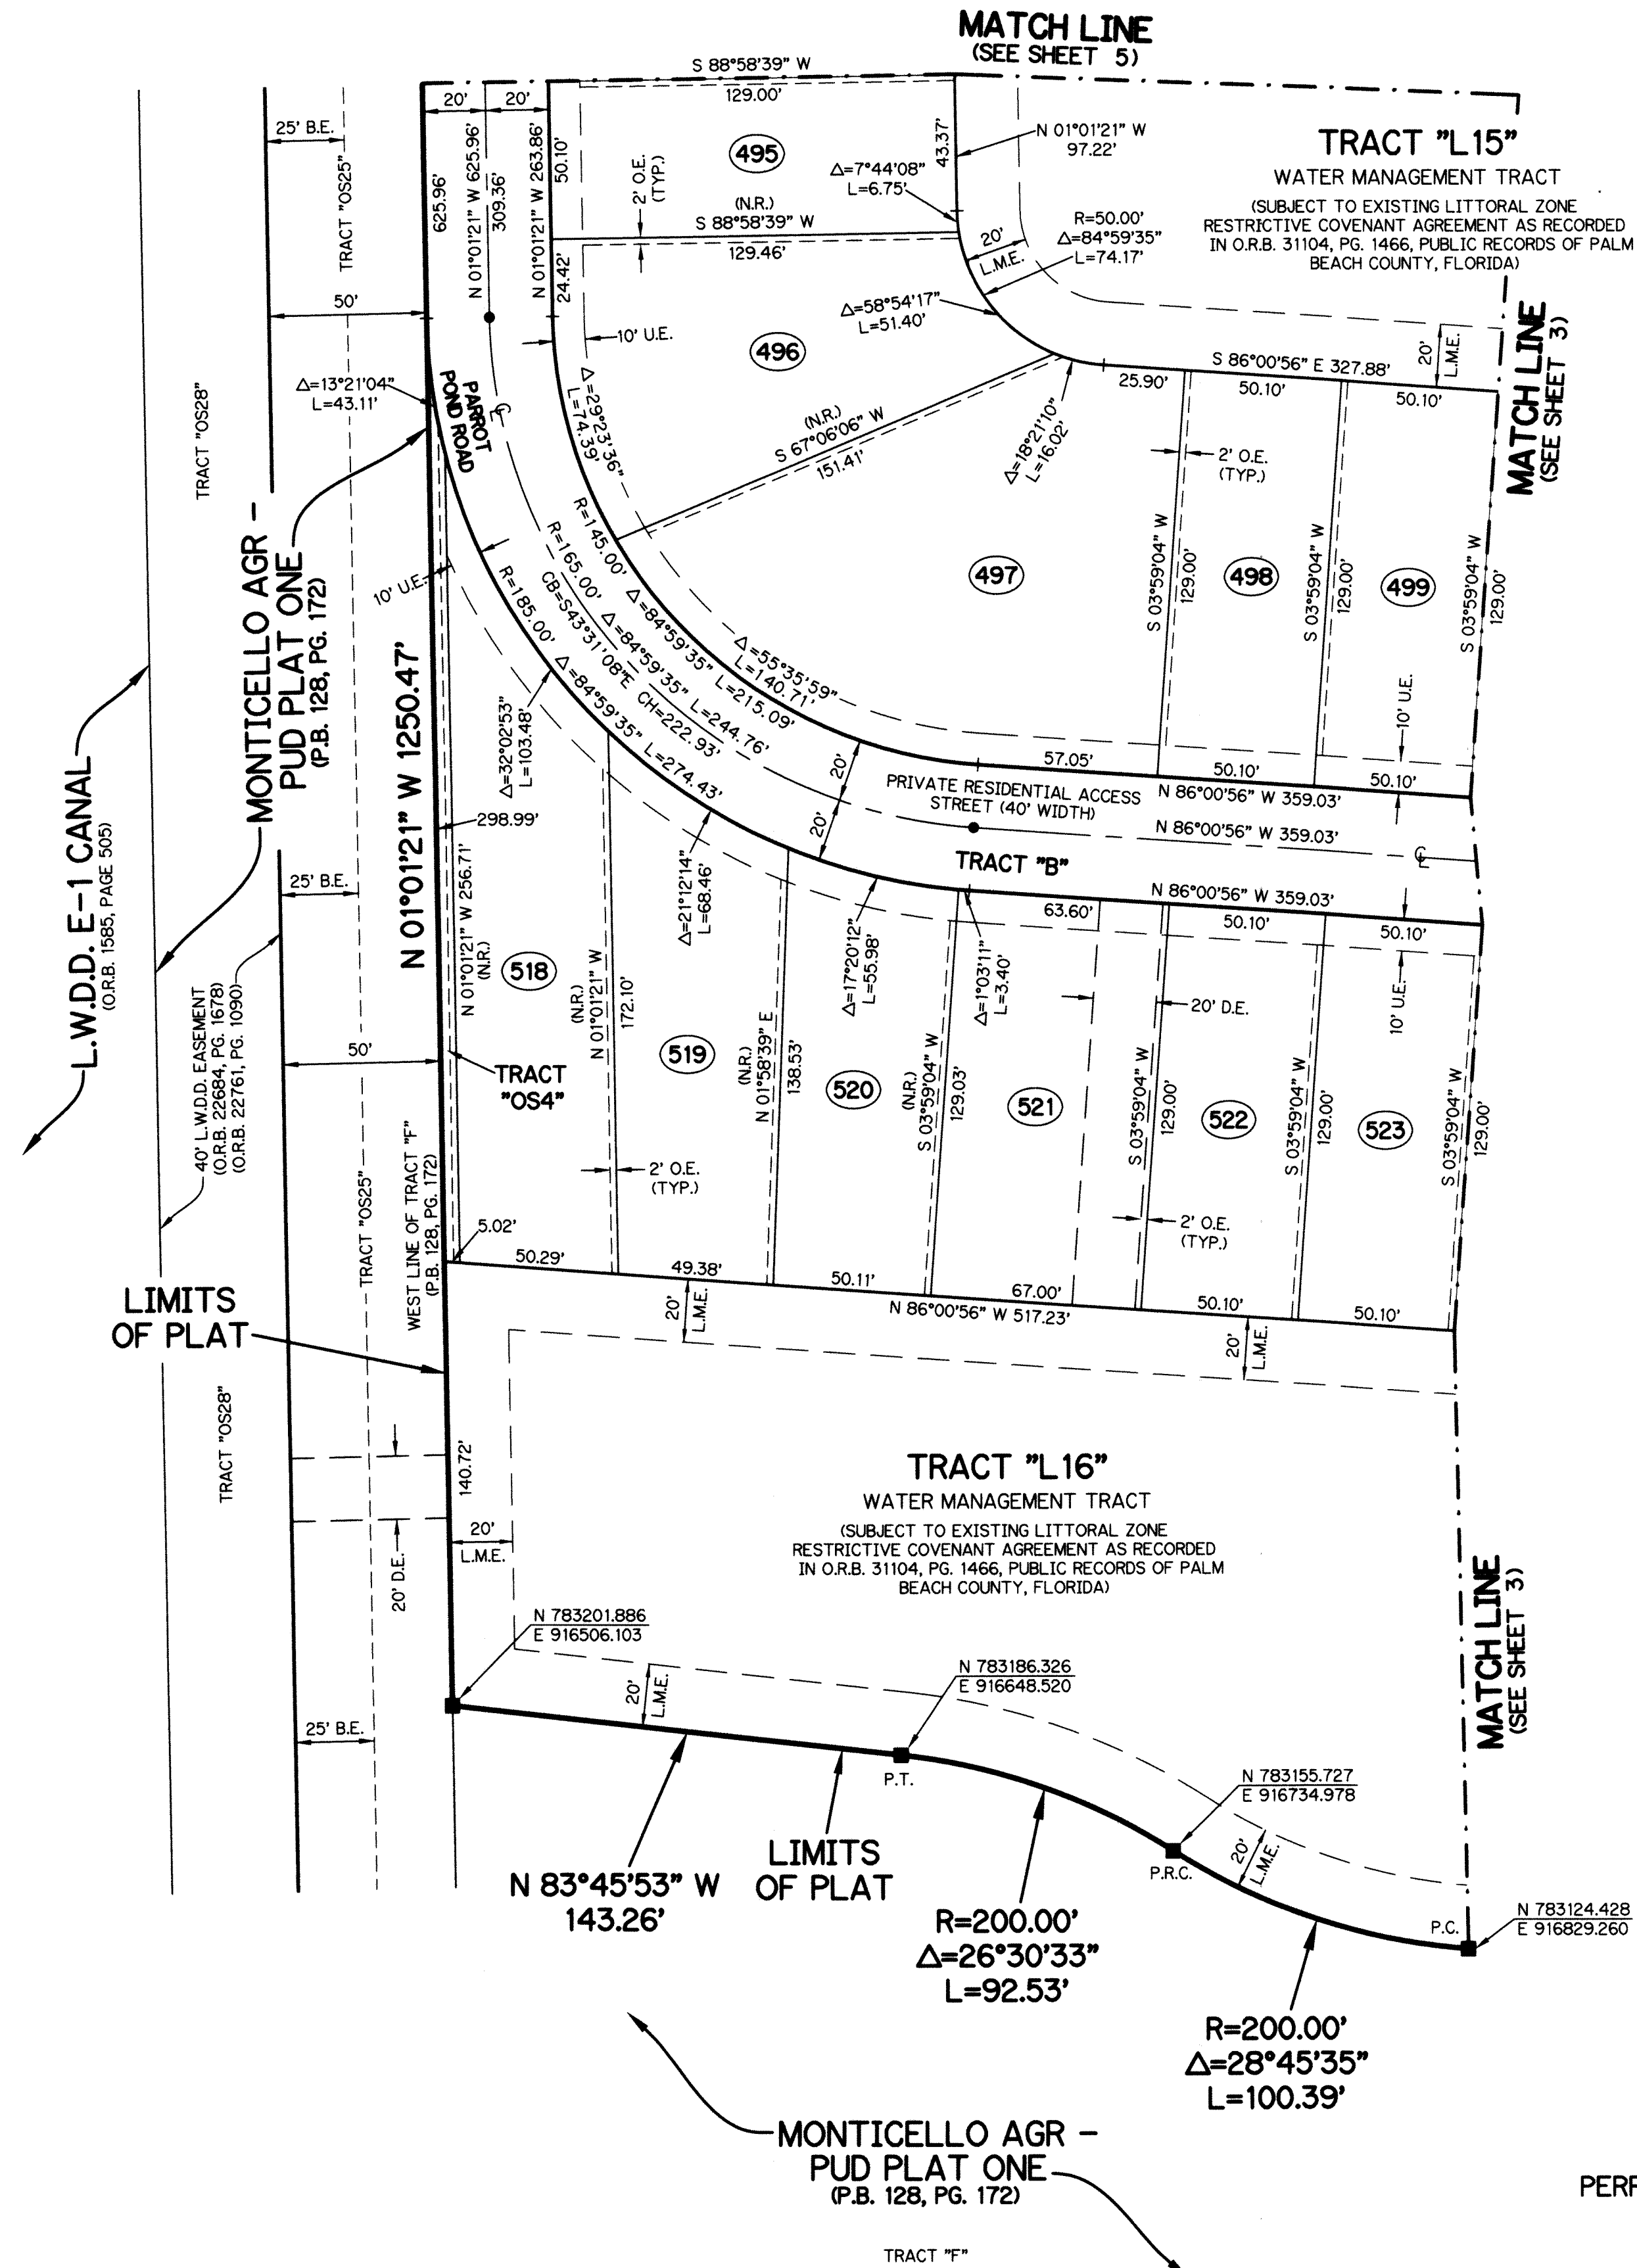 MATCH LINE
(SEE SHEET 5)
S 88°58'39" W
129.00'
20'
20'
25' B.E.
TRACT "OS25"
625.96'
N 01°01'21" W 625.96'
309.36'
N 01°01'21" W 263.86'
50.10'
24.42'
2' O.E.
(TYP.)
495
43.37'
N 01°01'21" W
97.22'
Δ=7°44'08"
L=6.75'
(N.R.)
S 88°58'39" W
129.46'
TRACT "L15"
WATER MANAGEMENT TRACT
(SUBJECT TO EXISTING LITTORAL ZONE
RESTRICTIVE COVENANT AGREEMENT AS RECORDED
IN O.R.B. 31104, PG. 1466, PUBLIC RECORDS OF PALM
BEACH COUNTY, FLORIDA)
R=50.00'
Δ=84°59'35"
L=74.17'
20'
L.M.E.
50'
10' U.E.
496
Δ=58°54'17"
L=51.40'
S 86°00'56" E 327.88'
20'
L.M.E.
MATCH LINE
(SEE SHEET 3)
25.90'
50.10'
50.10'
TRACT "OS28"
Δ=13°21'04"
L=43.11'
PARROT
POND ROAD
℄
Δ=29°23'36"
L=74.39'
(N.R.)
S 67°06'06" W
151.41'
Δ=18°21'10"
L=16.02'
2' O.E.
(TYP.)
MONTICELLO AGR -
PUD PLAT ONE
(P.B. 128, PG. 172)
10' U.E.
R=145.00' Δ=84°59'35" L=215.09'
R=165.00' Δ=84°59'35" L=244.76'
CB=S43°31'08"E CH=222.93'
R=185.00' Δ=84°59'35" L=274.43'
Δ=55°35'59"
L=140.71'
497
S 03°59'04" W
129.00'
498
S 03°59'04" W
129.00'
499
S 03°59'04" W
129.00'
10' U.E.
L.W.D.D. E-1 CANAL
(O.R.B. 1585, PAGE 505)
N 01°01'21" W 1250.47'
Δ=32°02'53"
L=103.48'
298.99'
20'
20'
57.05'
50.10'
50.10'
N 86°00'56" W 359.03'
PRIVATE RESIDENTIAL ACCESS
STREET (40' WIDTH)
N 86°00'56" W 359.03'
℄
TRACT "B"
N 86°00'56" W 359.03'
25' B.E.
N 01°01'21" W 256.71'
(N.R.)
518
(N.R.)
N 01°01'21" W
172.10'
Δ=21°12'14"
L=68.46'
519
(N.R.)
N 01°58'39" E
138.53'
Δ=17°20'12"
L=55.98'
520
(N.R.)
S 03°59'04" W
129.03'
Δ=1°03'11"
L=3.40'
63.60'
50.10'
50.10'
521
20' D.E.
S 03°59'04" W
129.00'
522
S 03°59'04" W
129.00'
10' U.E.
523
S 03°59'04" W
129.00'
40' L.W.D.D. EASEMENT
(O.R.B. 22684, PG. 1678)
(O.R.B. 22761, PG. 1090)
50'
TRACT
"OS4"
TRACT "OS25"
WEST LINE OF TRACT "F"
(P.B. 128, PG. 172)
2' O.E.
(TYP.)
2' O.E.
(TYP.)
5.02'
50.29'
49.38'
50.11'
67.00'
50.10'
50.10'
N 86°00'56" W 517.23'
20'
L.M.E.
20'
L.M.E.
LIMITS
OF PLAT
TRACT "OS28"
140.72'
20' D.E.
20'
L.M.E.
TRACT "L16"
WATER MANAGEMENT TRACT
(SUBJECT TO EXISTING LITTORAL ZONE
RESTRICTIVE COVENANT AGREEMENT AS RECORDED
IN O.R.B. 31104, PG. 1466, PUBLIC RECORDS OF PALM
BEACH COUNTY, FLORIDA)
MATCH LINE
(SEE SHEET 3)
N 783201.886
E 916506.103
20'
L.M.E.
N 783186.326
E 916648.520
25' B.E.
P.T.
N 783155.727
E 916734.978
20'
L.M.E.
P.R.C.
P.C.
N 783124.428
E 916829.260
N 83°45'53" W
143.26'
LIMITS
OF PLAT
R=200.00'
Δ=26°30'33"
L=92.53'
R=200.00'
Δ=28°45'35"
L=100.39'
MONTICELLO AGR -
PUD PLAT ONE
(P.B. 128, PG. 172)
PERF
TRACT "F"